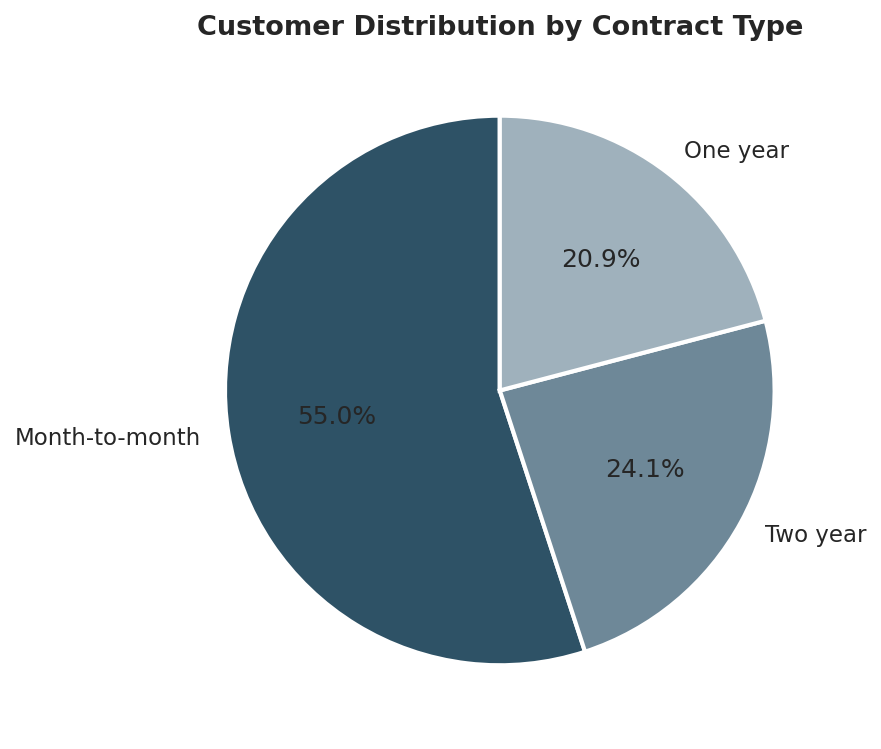 Customer Distribution by Contract Type
One year
20.9%
55.0%
Month-to-month
24.1%
Two year